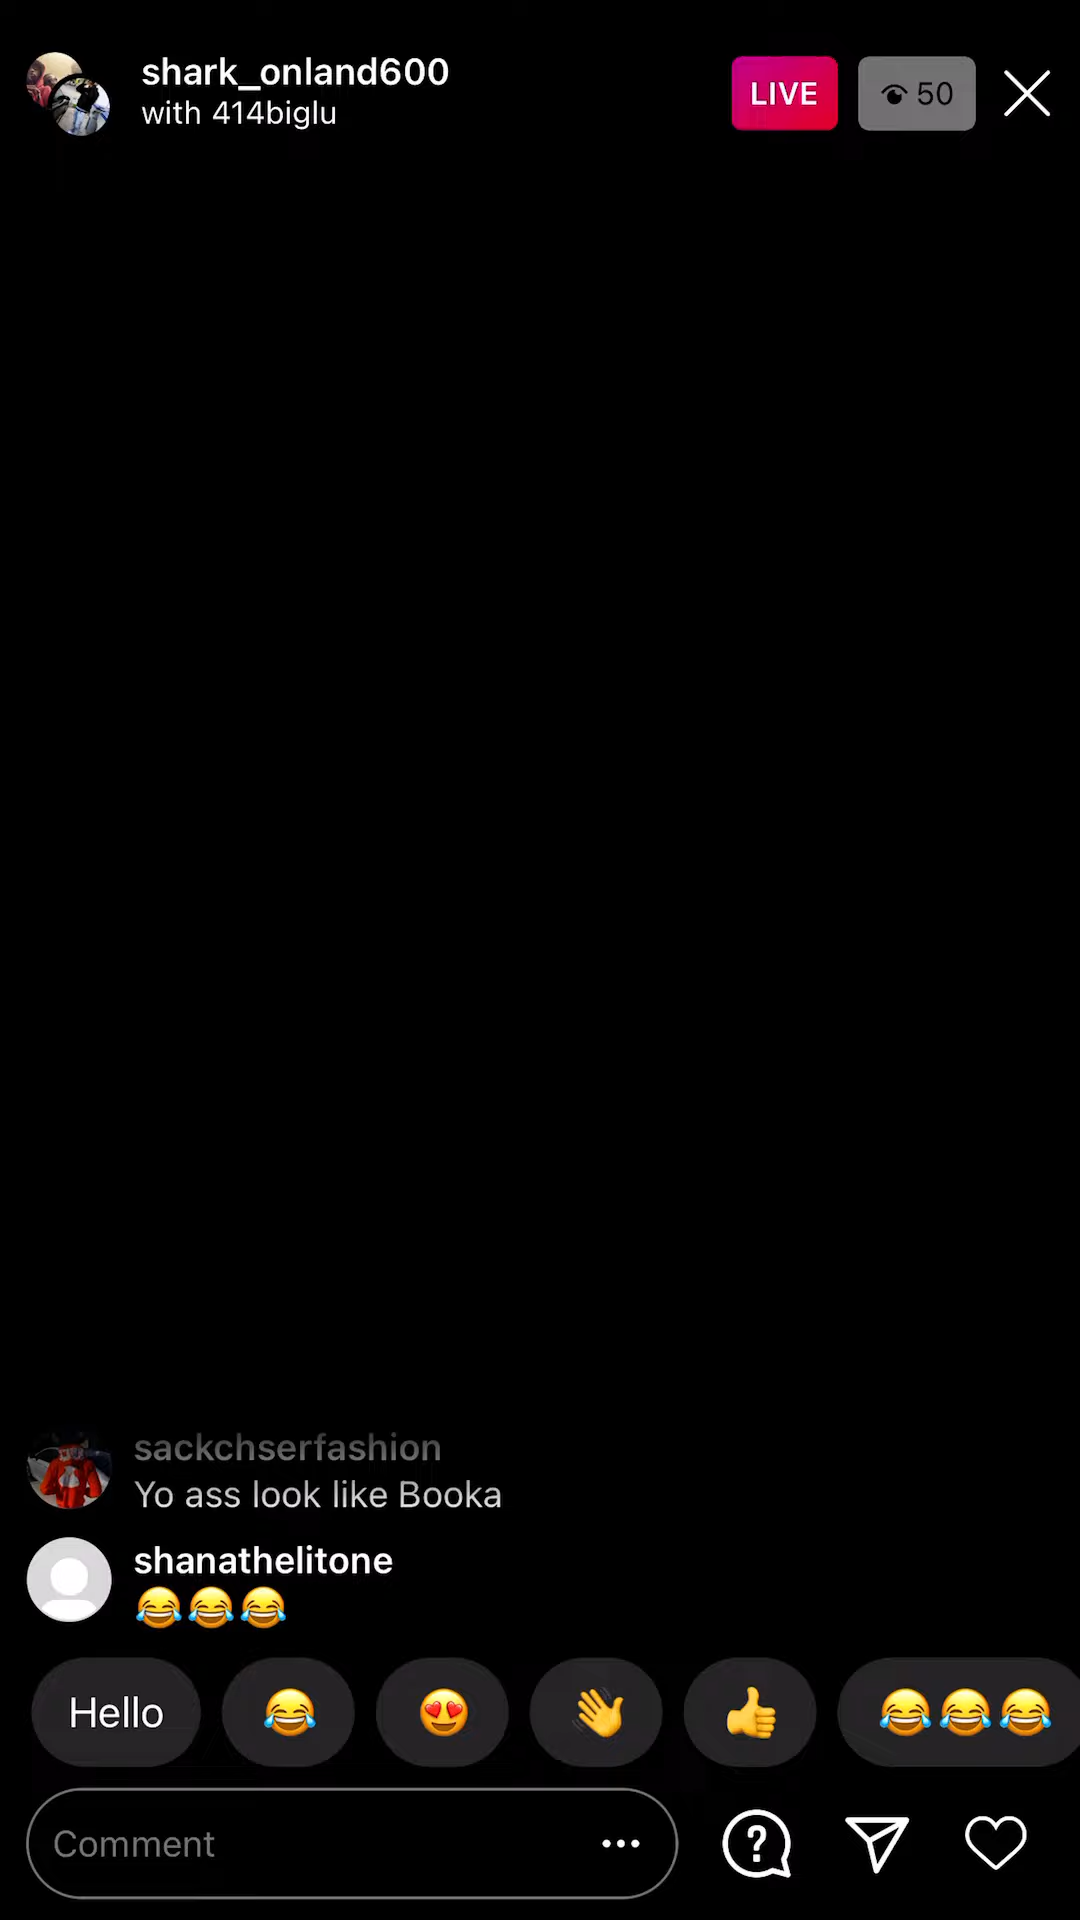 shark_onland600
with 414biglu
LIVE
50
sackchserfashion
Yo ass look like Booka
shanathelitone
😂😂😂
Hello 😂 😍 👋 👍 😂😂😂
Comment